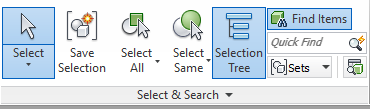 Select
Save
Selection
Select
All
Select
Same
Selection
Tree
Find Items
Quick Find
Sets
Select & Search